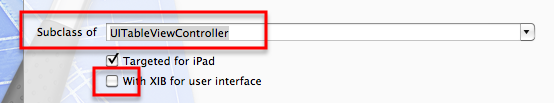 Subclass of UITableViewController
Targeted for iPad
With XIB for user interface